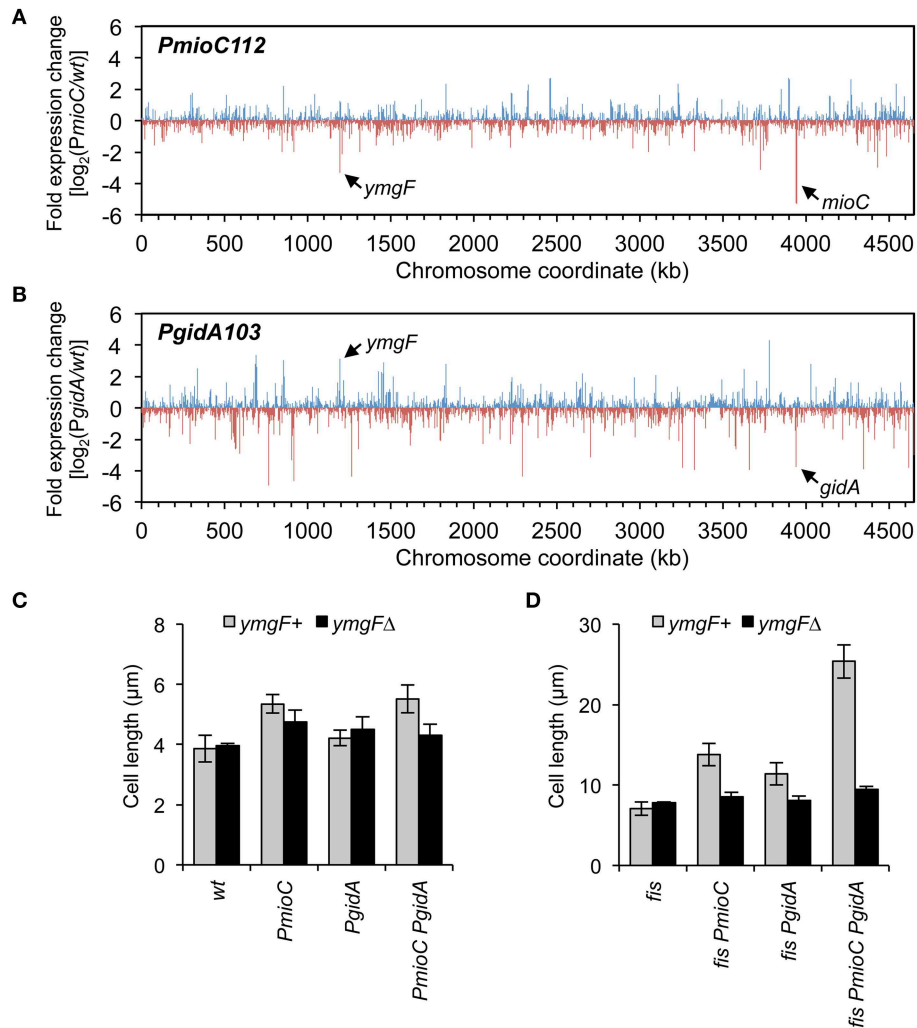 A
PmioC112
Fold expression change
[log2(PmioC/wt)]
6
4
2
0
-2
-4
-6
ymgF
mioC
0 500 1000 1500 2000 2500 3000 3500 4000 4500
Chromosome coordinate (kb)
B
PgidA103
Fold expression change
[log2(PgidA/wt)]
6
4
2
0
-2
-4
-6
ymgF
gidA
0 500 1000 1500 2000 2500 3000 3500 4000 4500
Chromosome coordinate (kb)
C
ymgF+ ymgFΔ
Cell length (µm)
8
6
4
2
0
wt
PmioC
PgidA
PmioC PgidA
D
ymgF+ ymgFΔ
Cell length (µm)
30
20
10
0
fis
fis PmioC
fis PgidA
fis PmioC PgidA